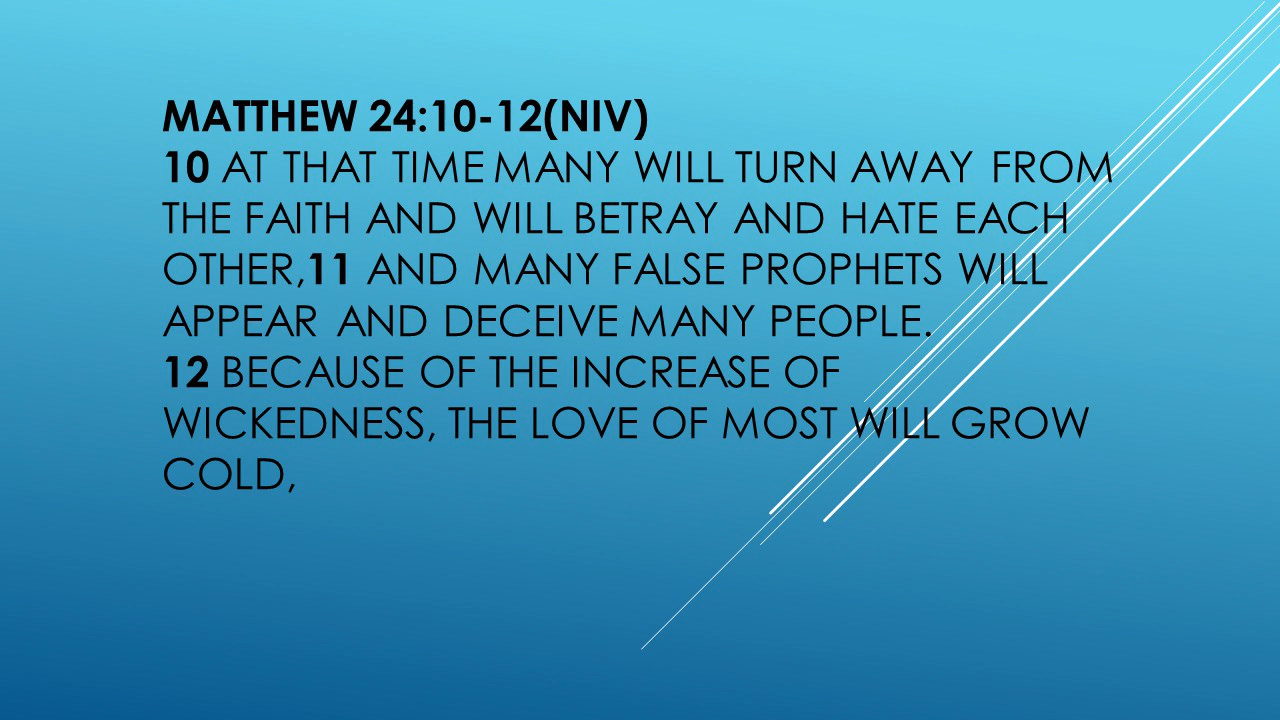 MATTHEW 24:10-12(NIV)
10 AT THAT TIME MANY WILL TURN AWAY FROM
THE FAITH AND WILL BETRAY AND HATE EACH
OTHER,11 AND MANY FALSE PROPHETS WILL
APPEAR AND DECEIVE MANY PEOPLE.
12 BECAUSE OF THE INCREASE OF
WICKEDNESS, THE LOVE OF MOST WILL GROW
COLD,